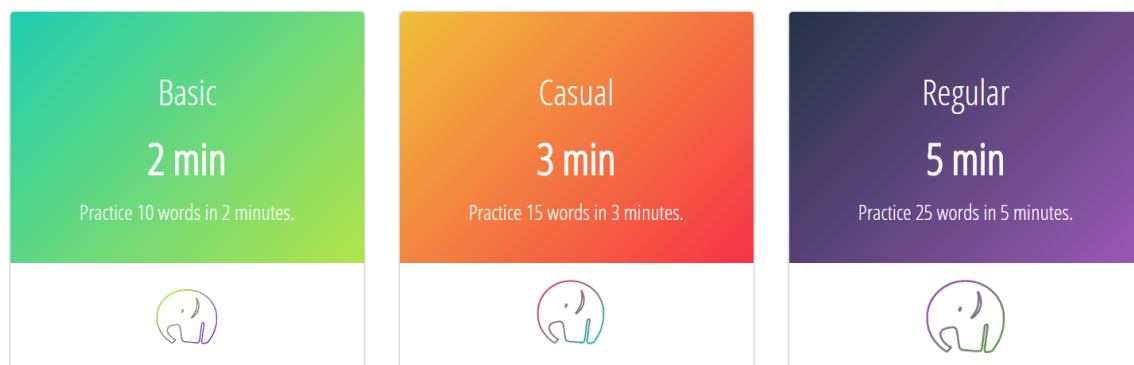 Basic
2 min
Practice 10 words in 2 minutes.
Casual
3 min
Practice 15 words in 3 minutes.
Regular
5 min
Practice 25 words in 5 minutes.